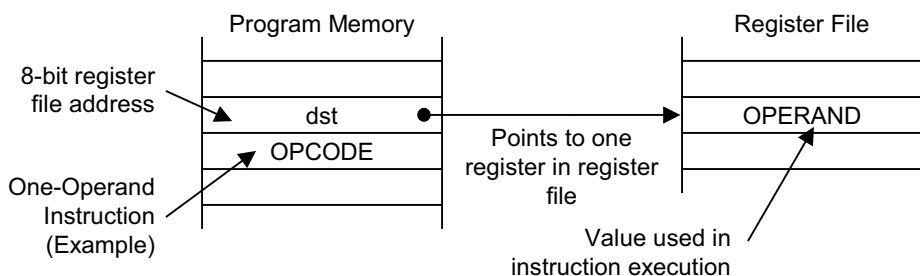 Program Memory
Register File
8-bit register
file address
dst
OPERAND
OPCODE
Points to one
register in register
file
One-Operand
Instruction
(Example)
Value used in
instruction execution